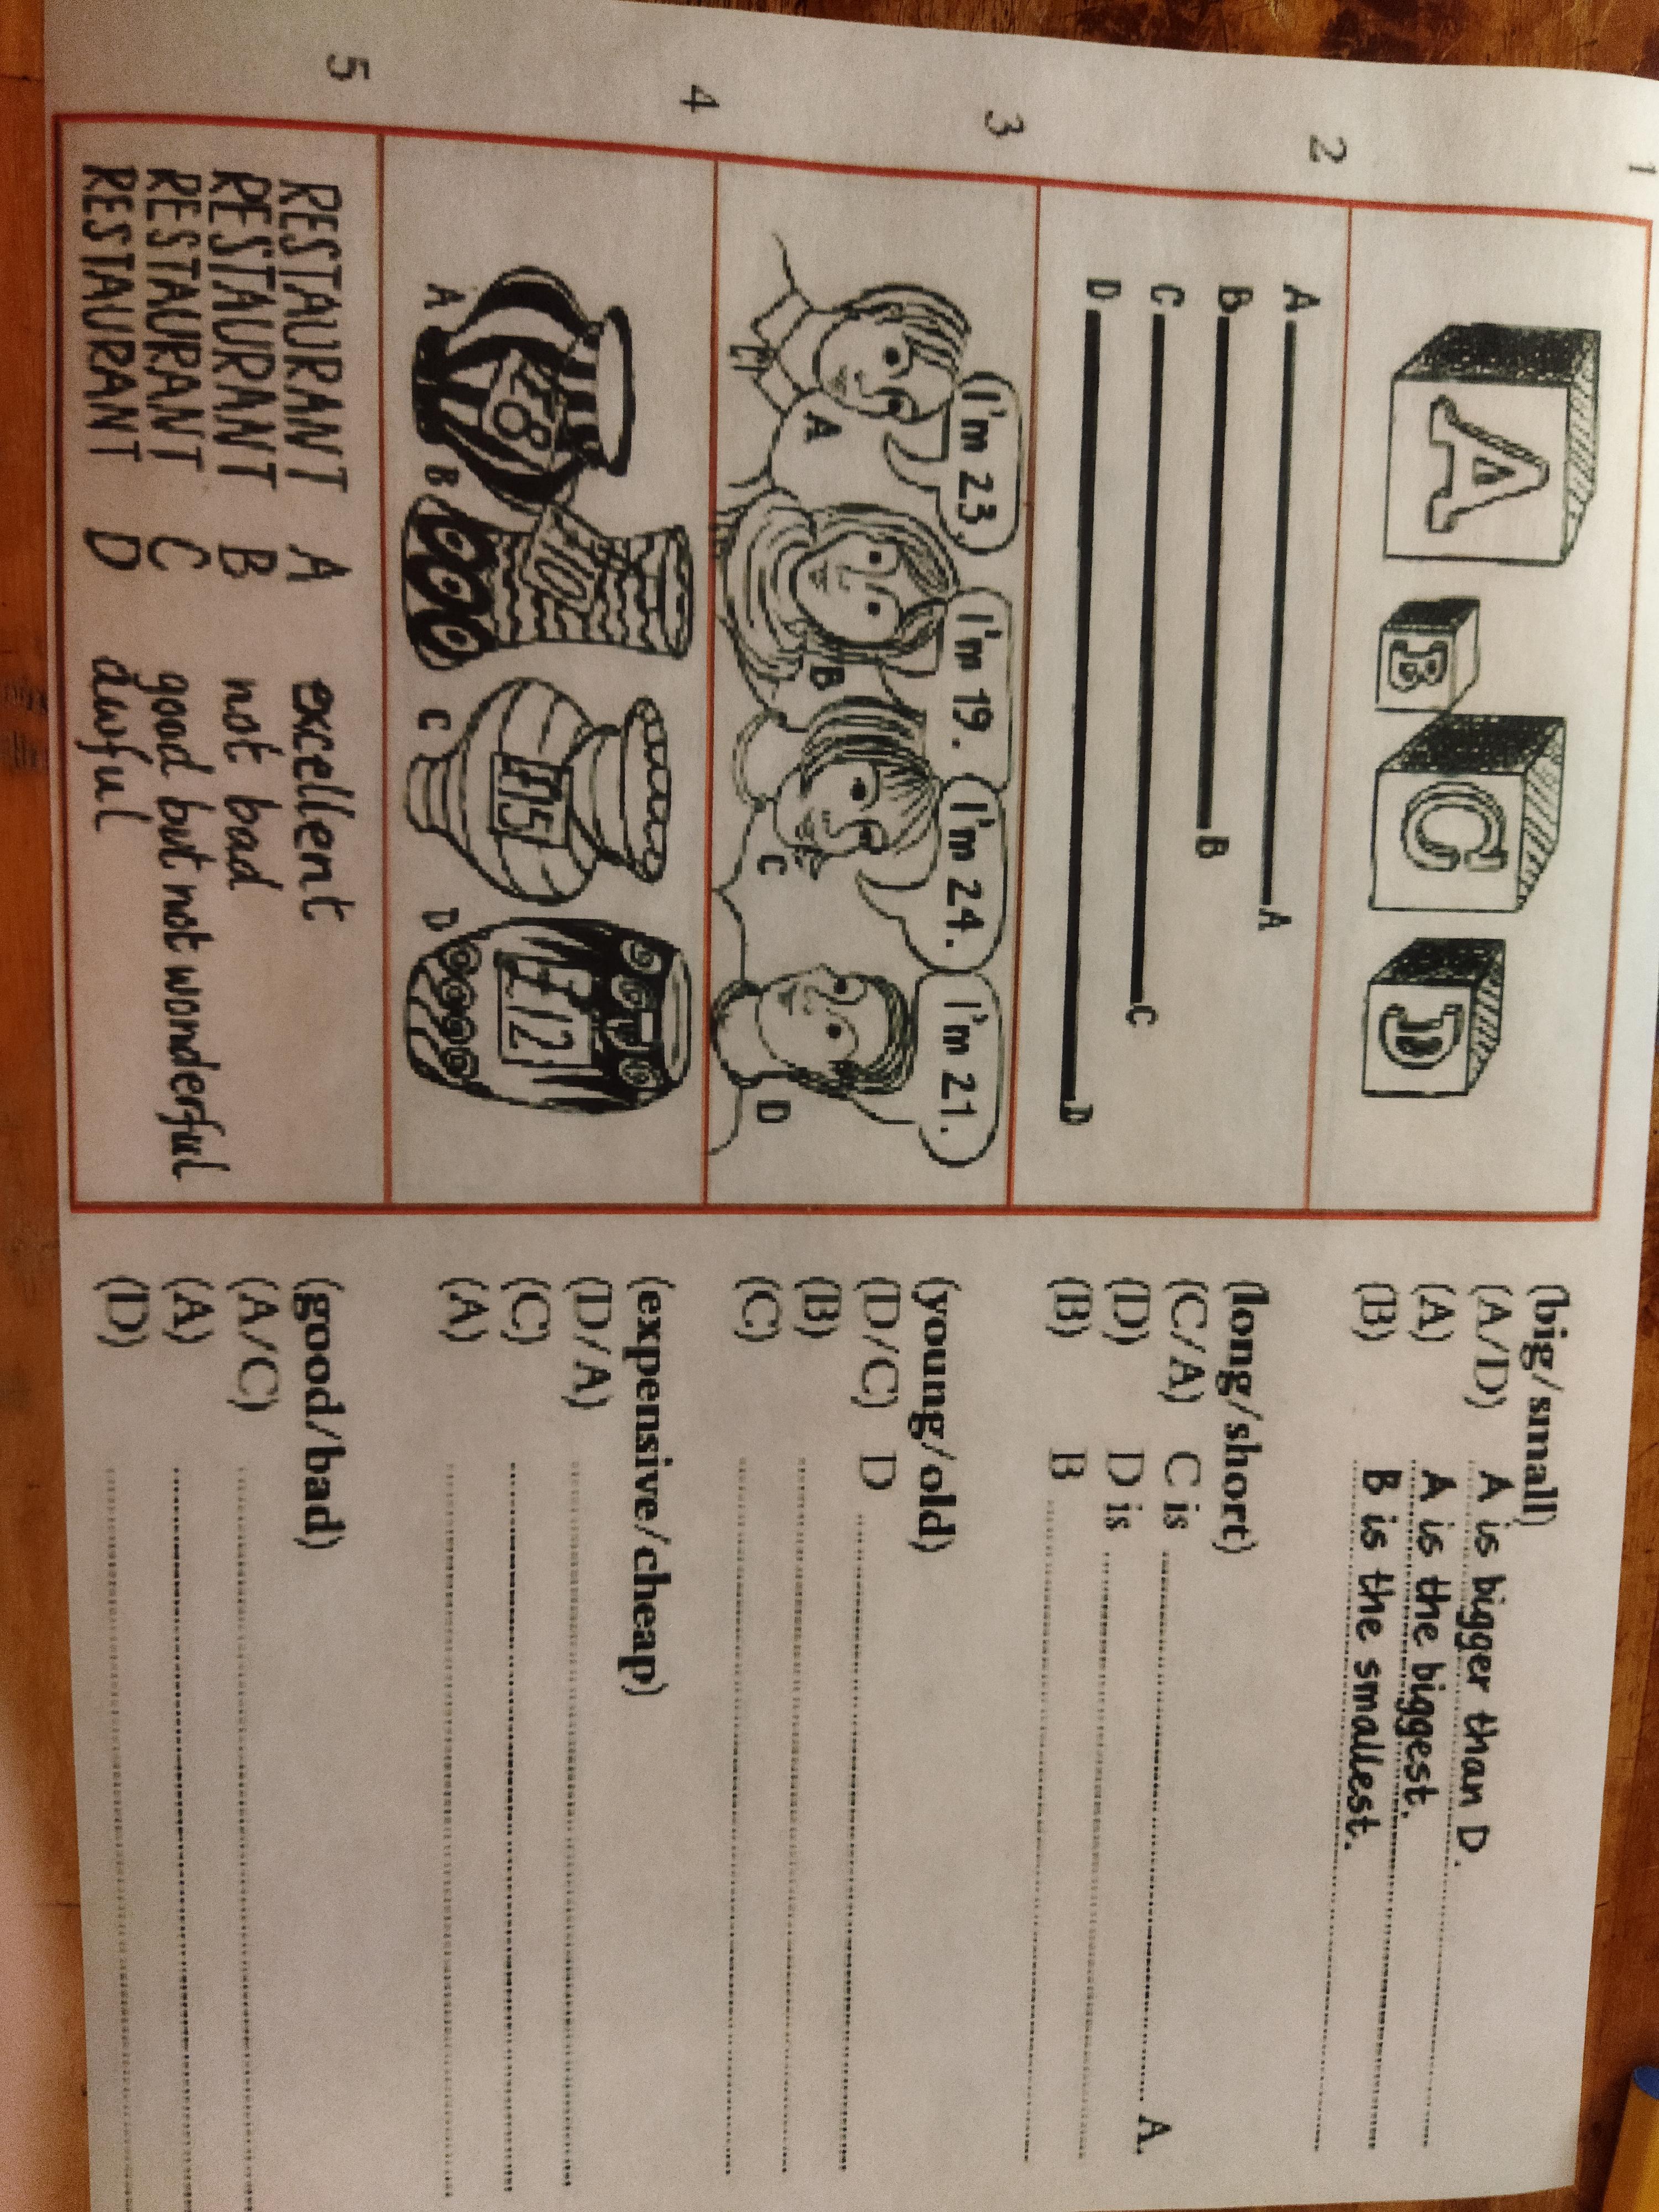 1
A
B
C
D
(big/small)
(A/D) A is bigger than D.
(A) A is the biggest.
(B) B is the smallest.
2
A A
B B
C C
D D
(long/short)
(C/A) C is A.
(D) D is
(B) B
3
I'm 23. I'm 19. I'm 24. I'm 21.
A B C D
(young/old)
(D/C) D
(B)
(C)
4
£8 £10 £15 £12
A B C D
(expensive/cheap)
(D/A)
(C)
(A)
5
RESTAURANT A excellent
RESTAURANT B not bad
RESTAURANT C good but not wonderful
RESTAURANT D awful
(good/bad)
(A/C)
(A)
(D)